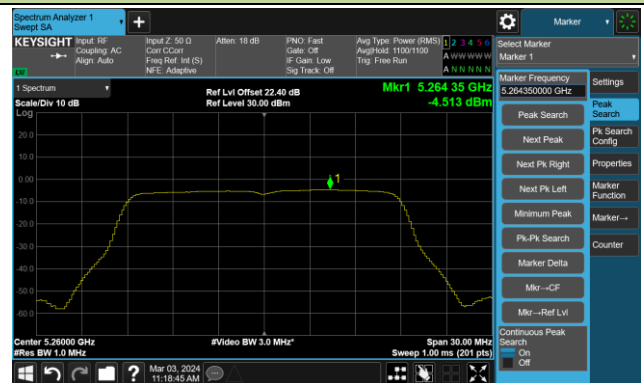 Spectrum Analyzer 1
Swept SA
+
Marker
KEYSIGHT
Input: RF
Coupling: AC
Align: Auto
Input Z: 50 Ω
Corr CCorr
Freq Ref: Int (S)
NFE: Adaptive
Atten: 18 dB
PNO: Fast
Gate: Off
IF Gain: Low
Sig Track: Off
Avg Type: Power (RMS)
Avg|Hold: 1100/1100
Trig: Free Run
1 2 3 4 5 6
A W W W W W
A N N N N N
Select Marker
Marker 1
1 Spectrum
Scale/Div 10 dB
Log
Ref Lvl Offset 22.40 dB
Ref Level 30.00 dBm
Mkr1 5.264 35 GHz
-4.513 dBm
20.0
10.0
0.00
-10.0
-20.0
-30.0
-40.0
-50.0
-60.0
1
Center 5.26000 GHz
#Res BW 1.0 MHz
#Video BW 3.0 MHz*
Span 30.00 MHz
Sweep 1.00 ms (201 pts)
Marker Frequency
5.264350000 GHz
Peak Search
Next Peak
Next Pk Right
Next Pk Left
Minimum Peak
Pk-Pk Search
Marker Delta
Mkr→CF
Mkr→Ref Lvl
Continuous Peak
Search
On
Off
Settings
Peak
Search
Pk Search
Config
Properties
Marker
Function
Marker→
Counter
?
Mar 03, 2024
11:18:45 AM